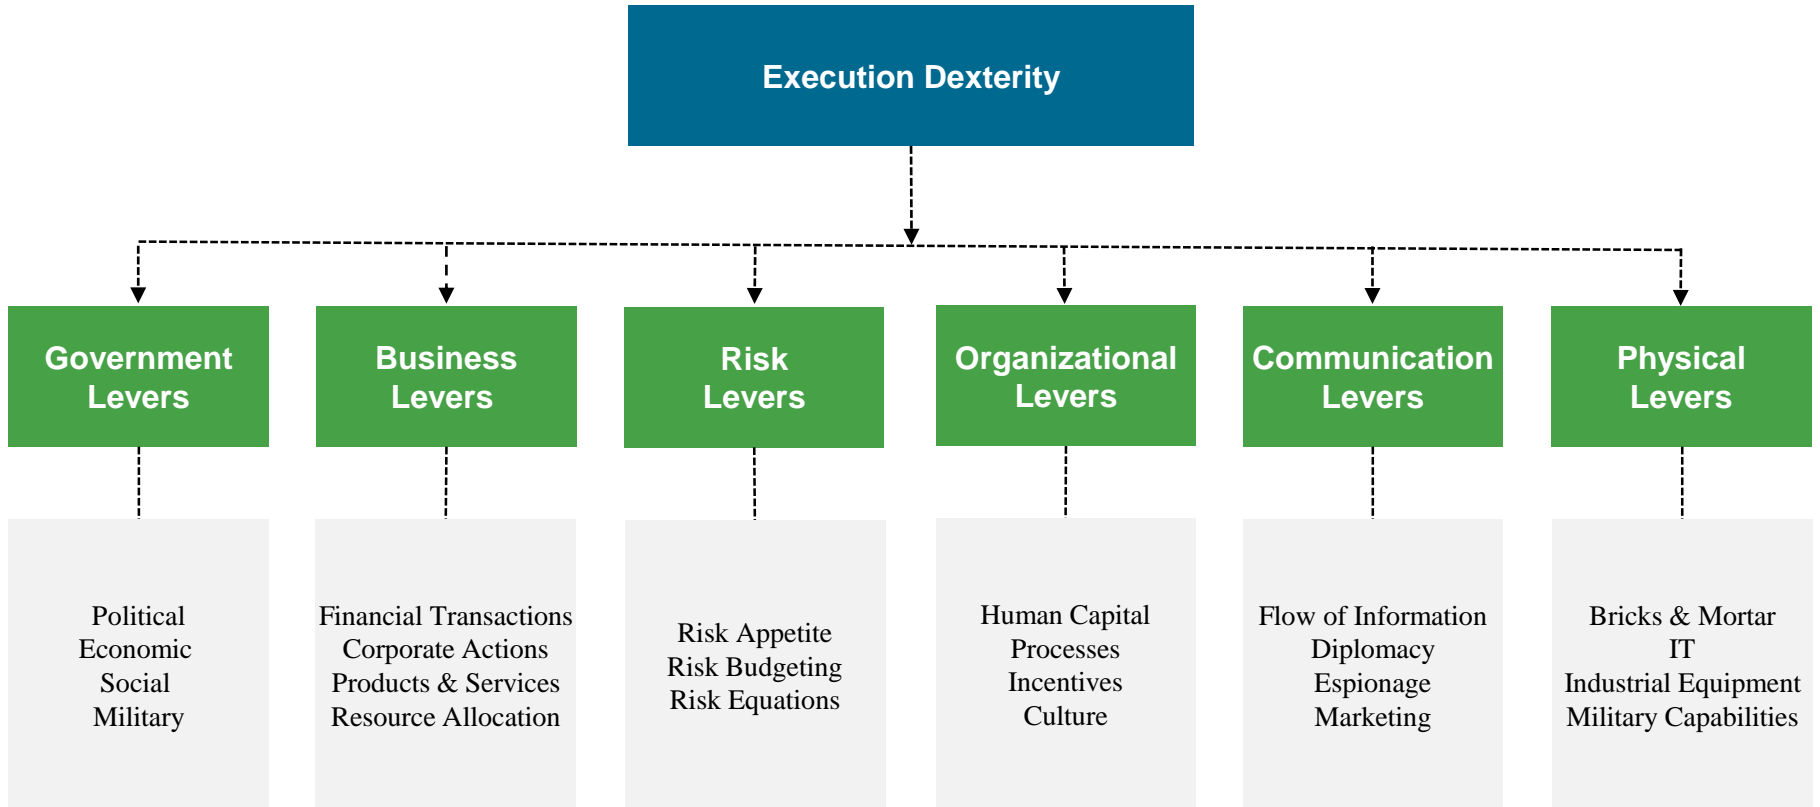 Execution Dexterity
Government
Levers
Business
Levers
Risk
Levers
Organizational
Levers
Communication
Levers
Physical
Levers
Political
Economic
Social
Military
Financial Transactions
Corporate Actions
Products & Services
Resource Allocation
Risk Appetite
Risk Budgeting
Risk Equations
Human Capital
Processes
Incentives
Culture
Flow of Information
Diplomacy
Espionage
Marketing
Bricks & Mortar
IT
Industrial Equipment
Military Capabilities